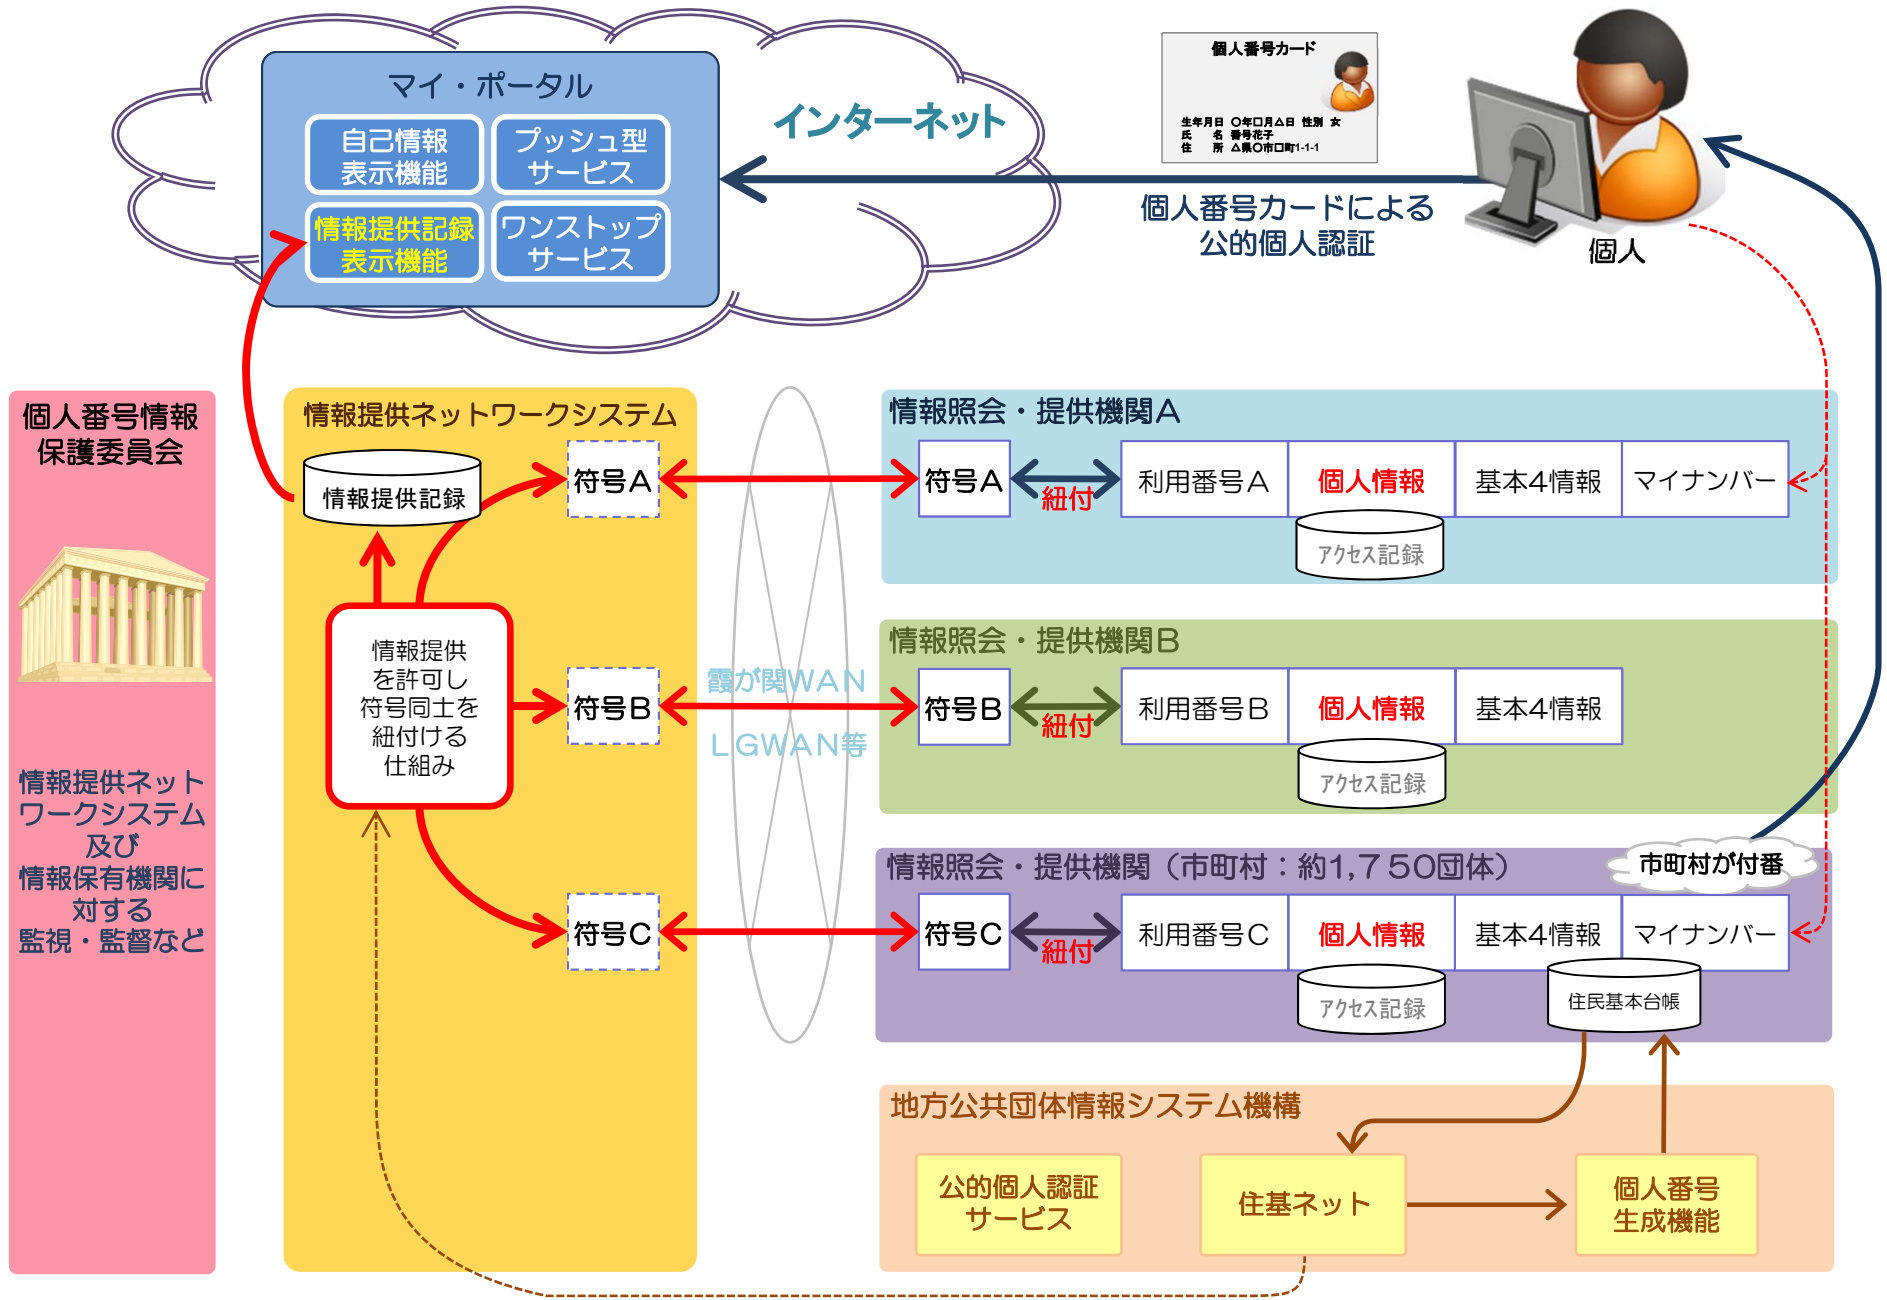 マイ・ポータル
自己情報
表示機能
プッシュ型
サービス
情報提供記録
表示機能
ワンストップ
サービス
インターネット
個人番号カード
生年月日 〇年□月△日 性別 女
氏 名 番号花子
住 所 △県〇市□町1-1-1
個人番号カードによる
公的個人認証
個人
個人番号情報
保護委員会
情報提供ネット
ワークシステム
及び
情報保有機関に
対する
監視・監督など
情報提供ネットワークシステム
情報提供記録
情報提供
を許可し
符号同士を
紐付ける
仕組み
符号A
符号B
符号C
霞が関WAN
LGWAN等
情報照会・提供機関A
符号A
紐付
利用番号A
個人情報
基本4情報
マイナンバー
アクセス記録
情報照会・提供機関B
符号B
紐付
利用番号B
個人情報
基本4情報
アクセス記録
情報照会・提供機関（市町村：約1,750団体）
市町村が付番
符号C
紐付
利用番号C
個人情報
基本4情報
マイナンバー
アクセス記録
住民基本台帳
地方公共団体情報システム機構
公的個人認証
サービス
住基ネット
個人番号
生成機能